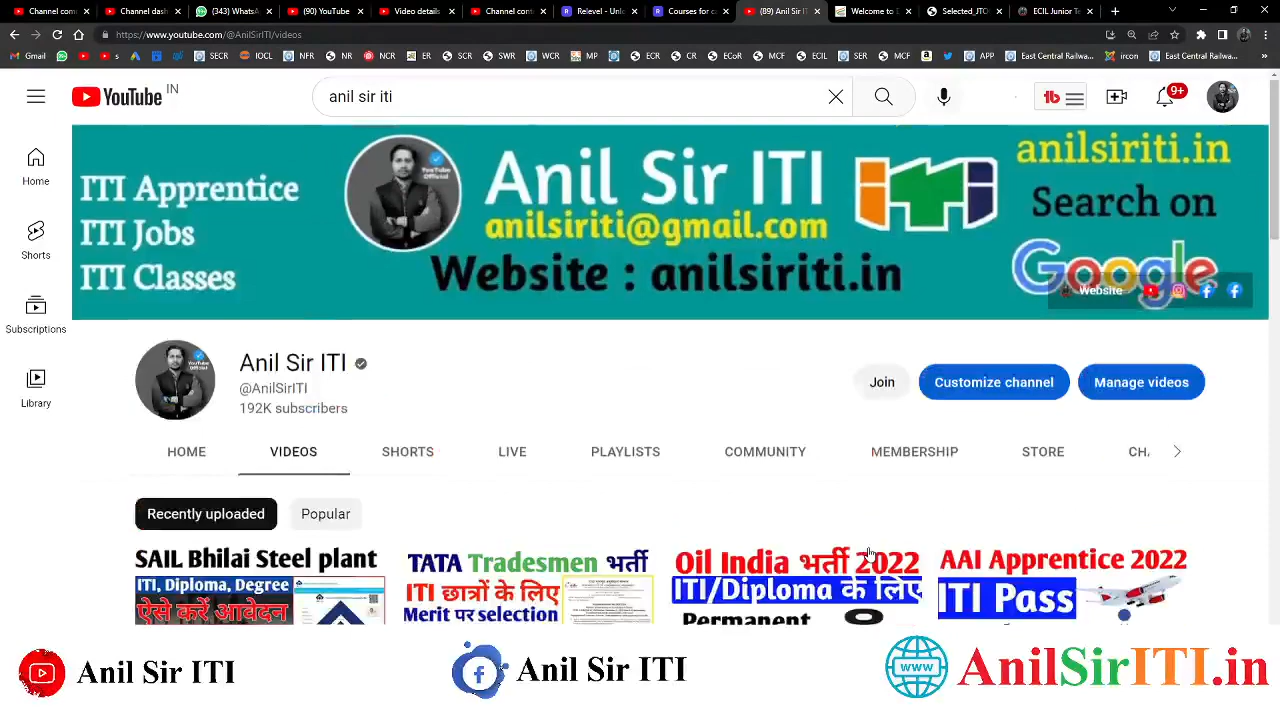 Channel com
Channel dash
(343) WhatsA
(90) YouTube
Video details
Channel cont
Relevel - Unl
Courses for c
(89) Anil Sir I
Welcome to D
Selected_JTO
ECIL Junior Te
https://www.youtube.com/@AnilSirITI/videos
Gmail
s
SECR
IOCL
NFR
NR
NCR
ER
SCR
SWR
WCR
MP
ECR
CR
ECoR
MCF
ECIL
SER
MCF
APP
East Central Railwa...
ircon
East Central Railwa...
YouTube IN
anil sir iti
9+
Home
Shorts
Subscriptions
Library
ITI Apprentice
ITI Jobs
ITI Classes
YouTube
Official
Anil Sir ITI
anilsiriti@gmail.com
Website : anilsiriti.in
iTi
anilsiriti.in
Search on
Google
Website
Anil Sir ITI
@AnilSirITI
192K subscribers
Join
Customize channel
Manage videos
HOME
VIDEOS
SHORTS
LIVE
PLAYLISTS
COMMUNITY
MEMBERSHIP
STORE
CH
Recently uploaded
Popular
SAIL Bhilai Steel plant
ITI, Diploma, Degree
ऐसे करें आवेदन
TATA Tradesmen भर्ती
ITI छात्रों के लिए
Merit पर selection
Oil India भर्ती 2022
ITI/Diploma के लिए
Permanent
AAI Apprentice 2022
ITI Pass
Anil Sir ITI
Anil Sir ITI
www
AnilSirITI.in